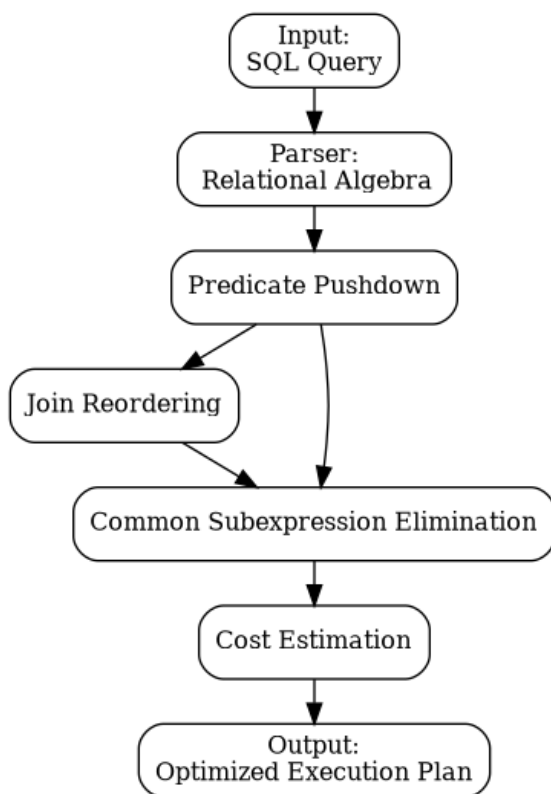 Input:
SQL Query
Parser:
Relational Algebra
Predicate Pushdown
Join Reordering
Common Subexpression Elimination
Cost Estimation
Output:
Optimized Execution Plan